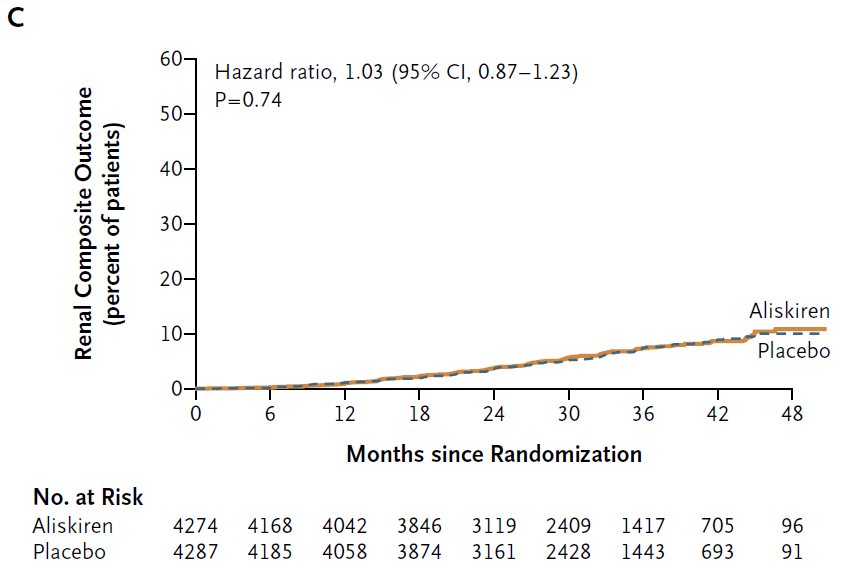 C
Renal Composite Outcome
(percent of patients)
60
50
40
30
20
10
0
Hazard ratio, 1.03 (95% CI, 0.87–1.23)
P=0.74
Aliskiren
Placebo
0 6 12 18 24 30 36 42 48
Months since Randomization
No. at Risk
Aliskiren 4274 4168 4042 3846 3119 2409 1417 705 96
Placebo 4287 4185 4058 3874 3161 2428 1443 693 91